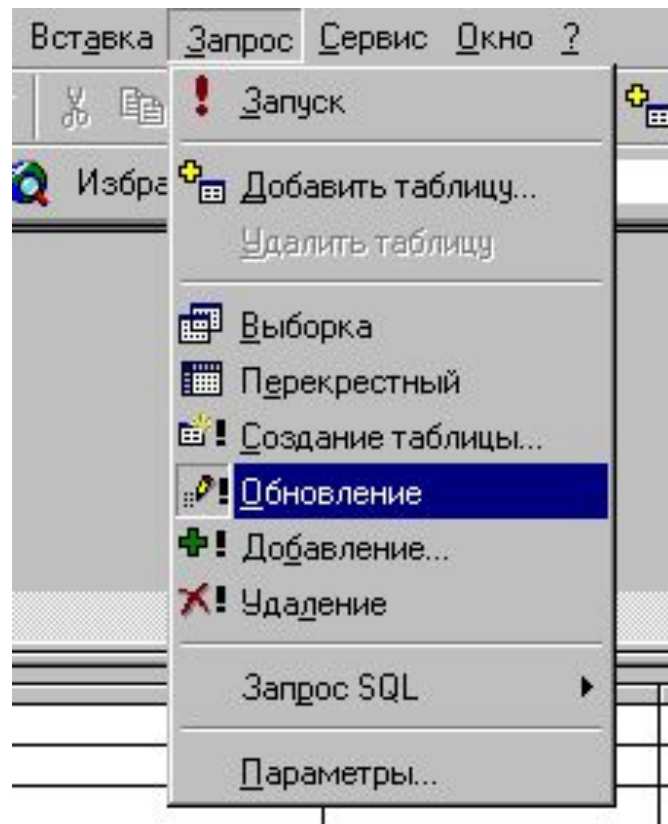 Вставка Запрос Сервис Окно ?
Запуск
Избра
Добавить таблицу...
Удалить таблицу
Выборка
Перекрестный
Создание таблицы...
Обновление
Добавление...
Удаление
Запрос SQL
Параметры...